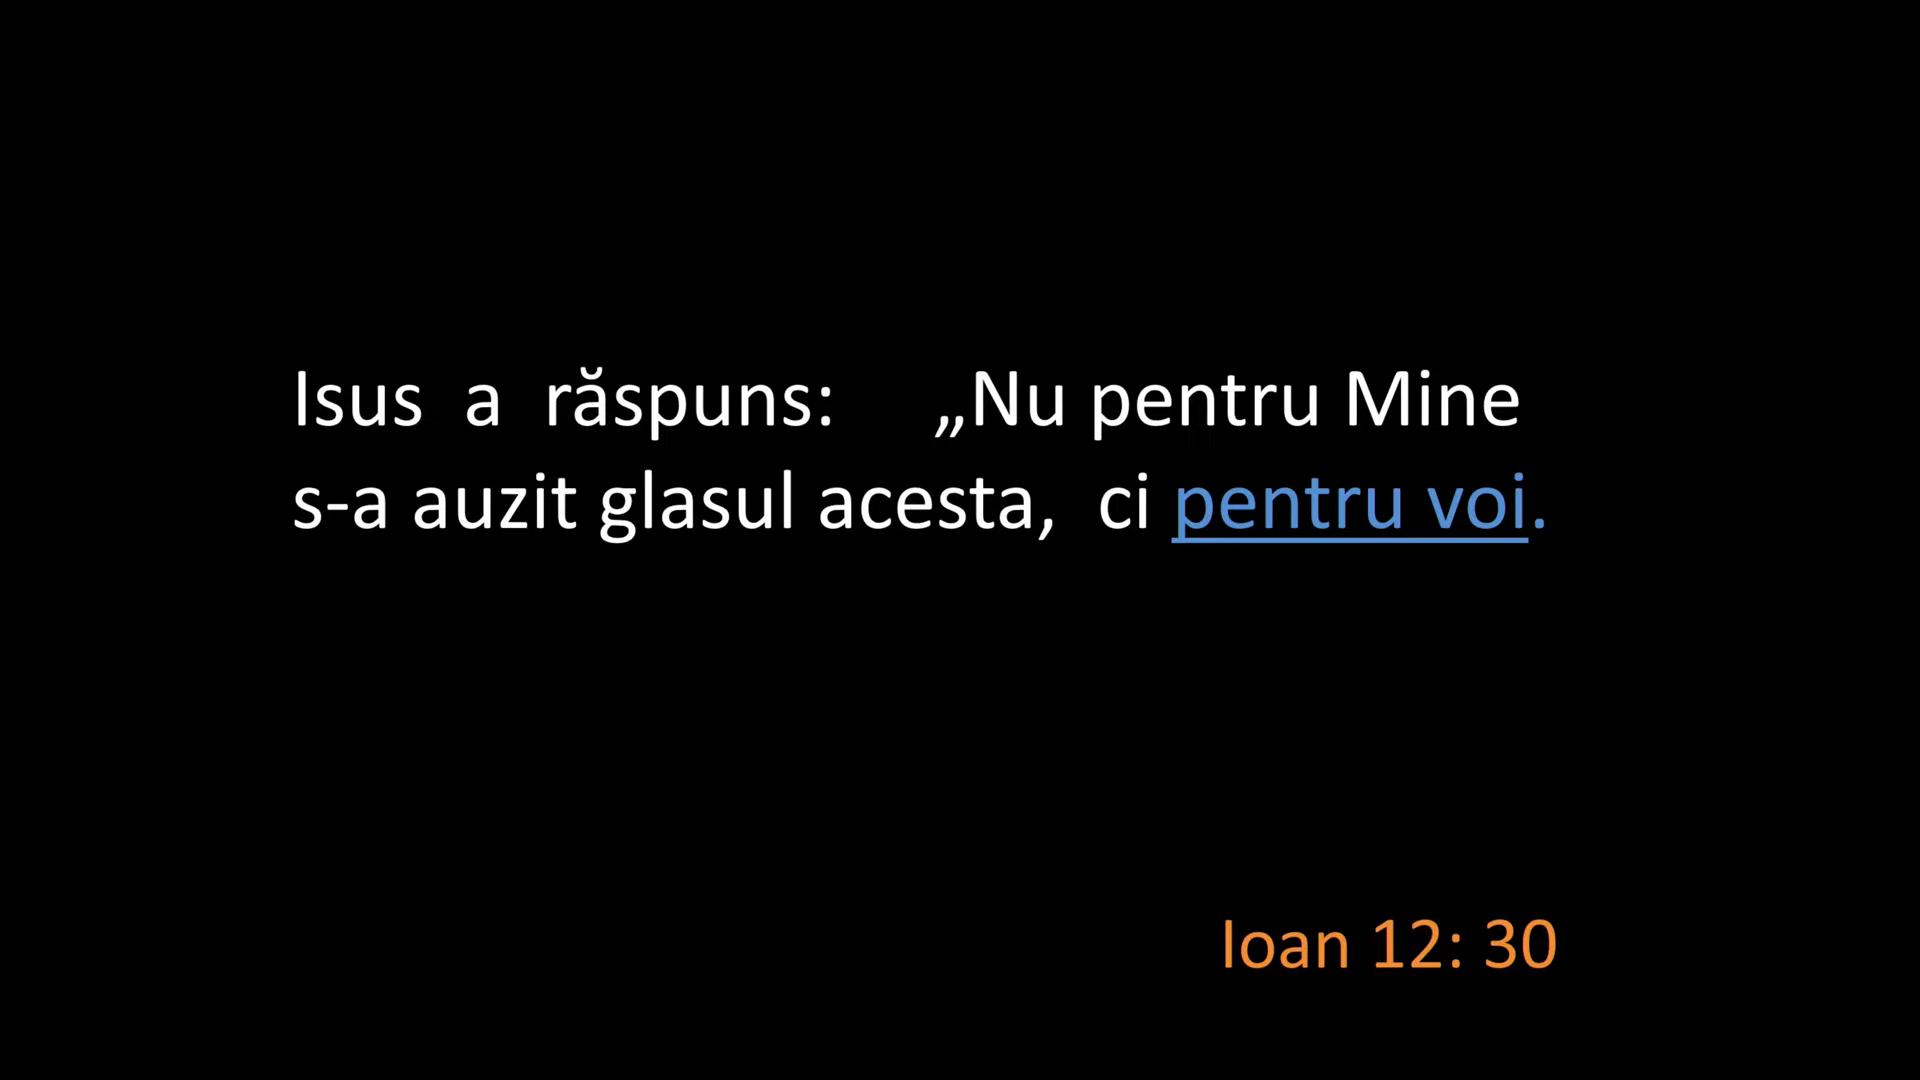 Isus a răspuns: „Nu pentru Mine
s-a auzit glasul acesta, ci pentru voi.
Ioan 12: 30